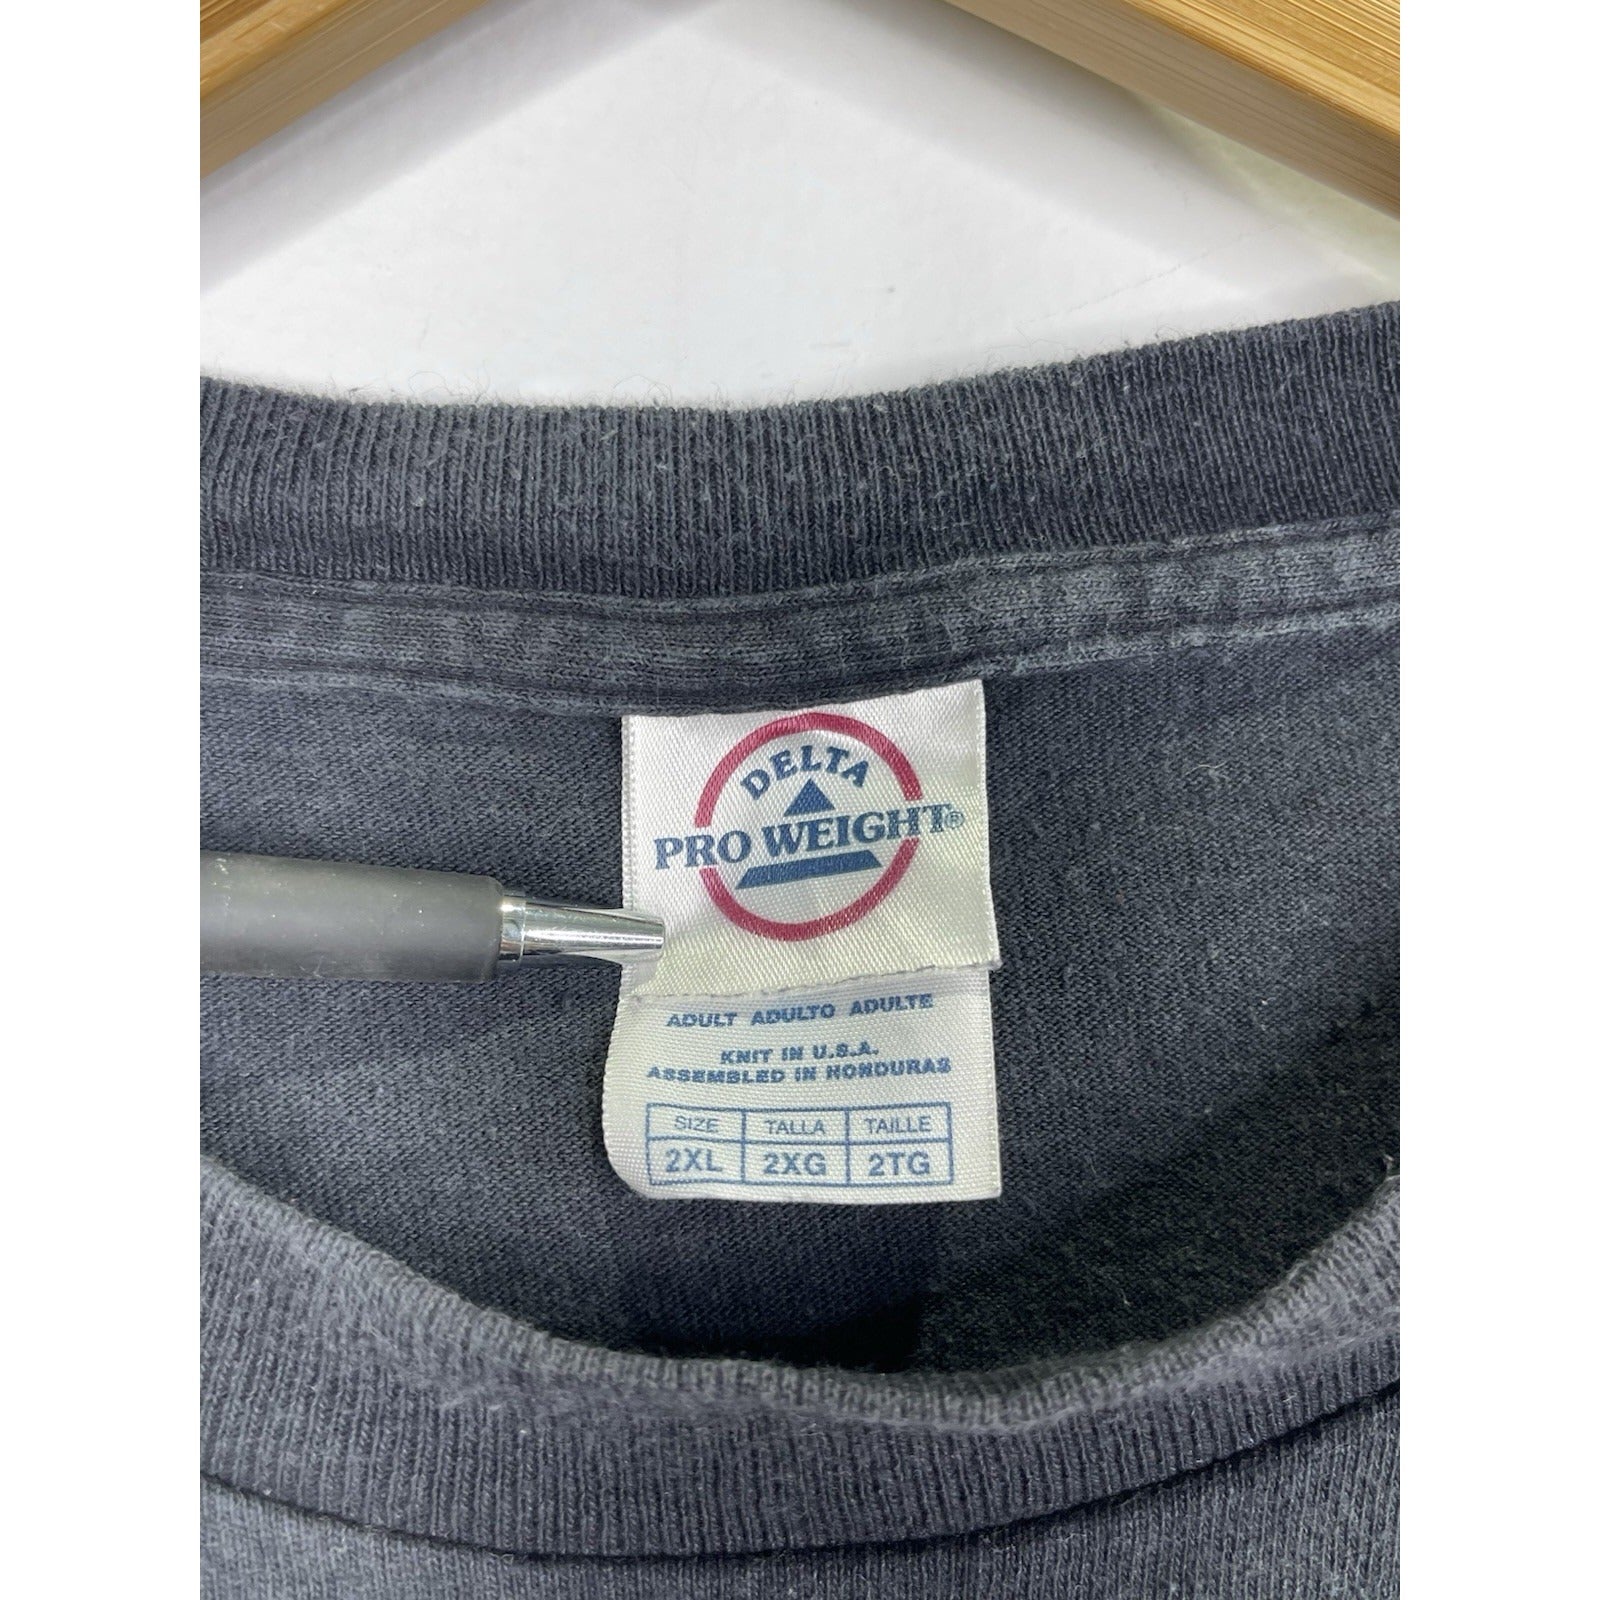 DELTA
PRO WEIGHT®
ADULT ADULTO ADULTE
KNIT IN U.S.A.
ASSEMBLED IN HONDURAS
SIZE TALLA TAILLE
2XL 2XG 2TG